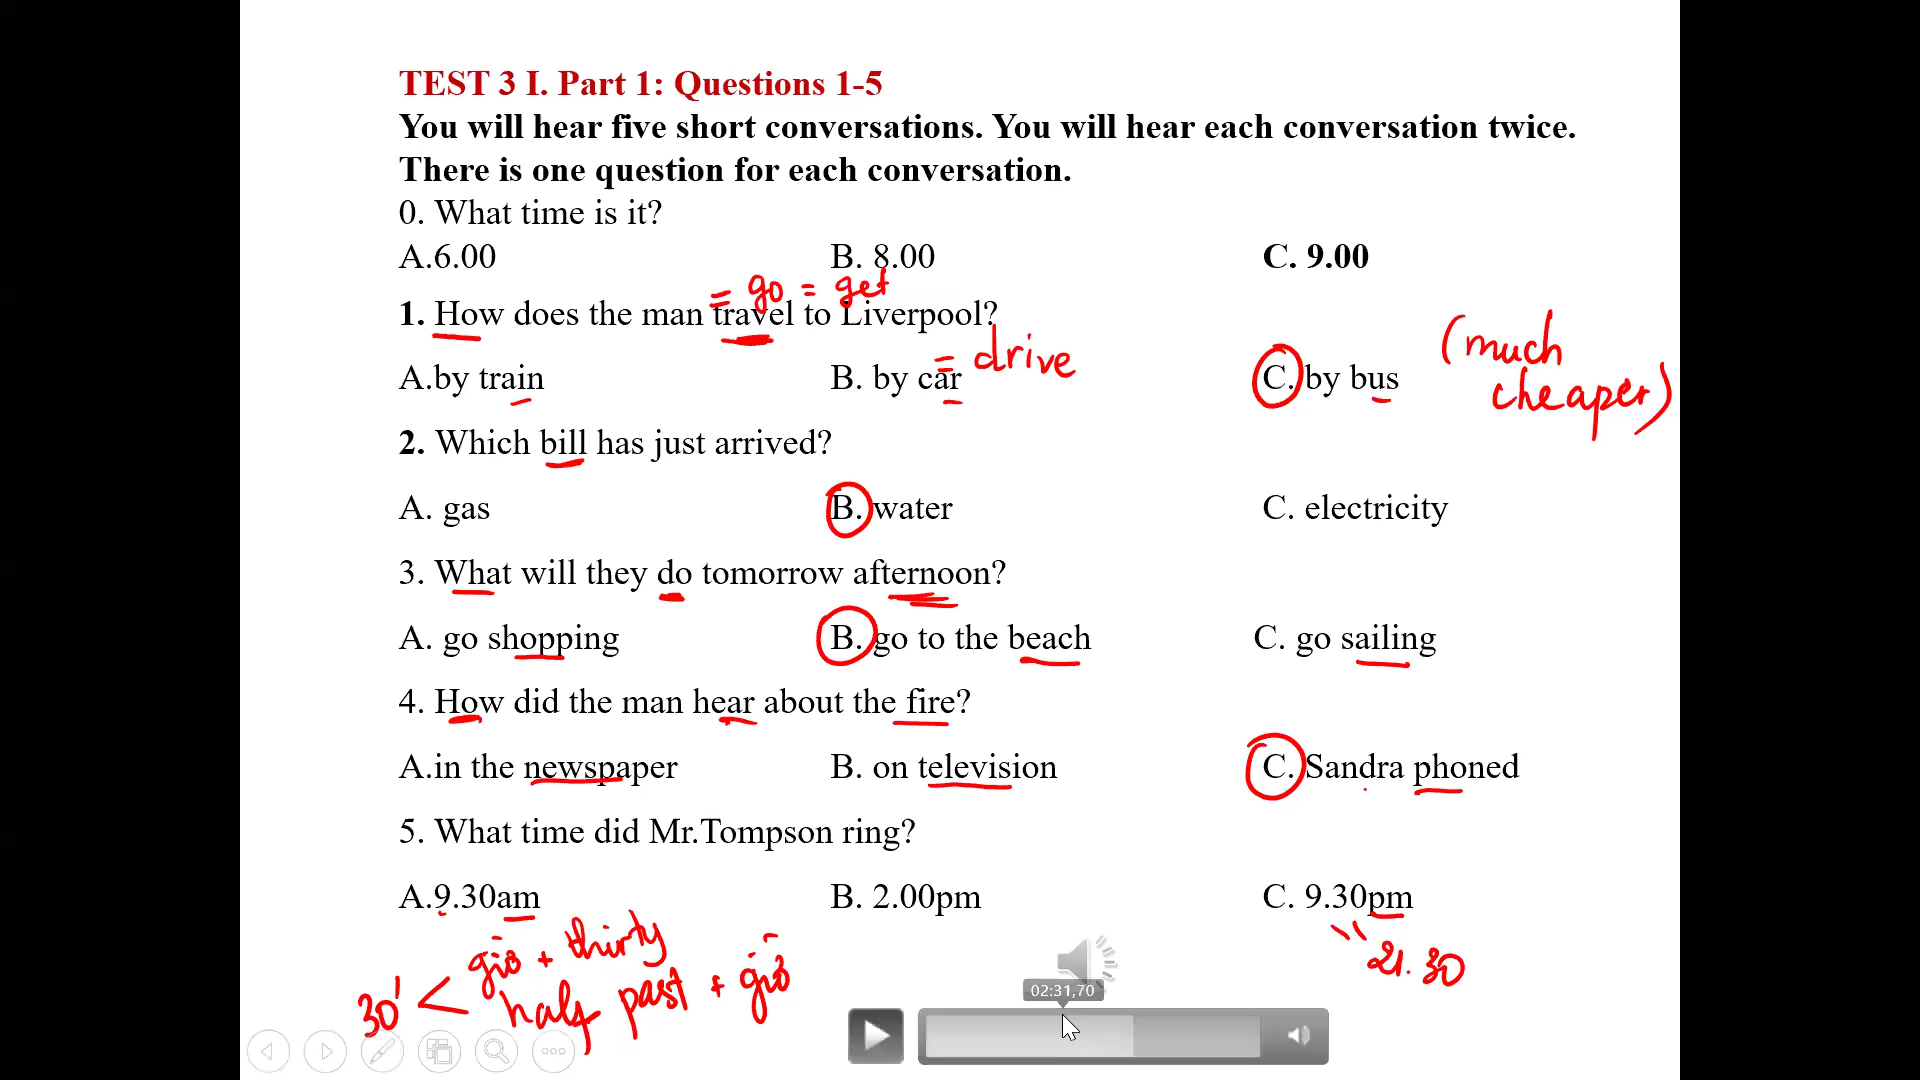 TEST 3 I. Part 1: Questions 1-5
You will hear five short conversations. You will hear each conversation twice.
There is one question for each conversation.
0. What time is it?
A.6.00 B. 8.00 C. 9.00
= go = get
1. How does the man travel to Liverpool?
= drive (much
A.by train B. by car C. by bus cheaper)
2. Which bill has just arrived?
A. gas B. water C. electricity
3. What will they do tomorrow afternoon?
A. go shopping B. go to the beach C. go sailing
4. How did the man hear about the fire?
A.in the newspaper B. on television C. Sandra phoned
5. What time did Mr.Tompson ring?
A.9.30am B. 2.00pm C. 9.30pm
giờ + thirty 21.30
30' < half past + giờ
02:31,70